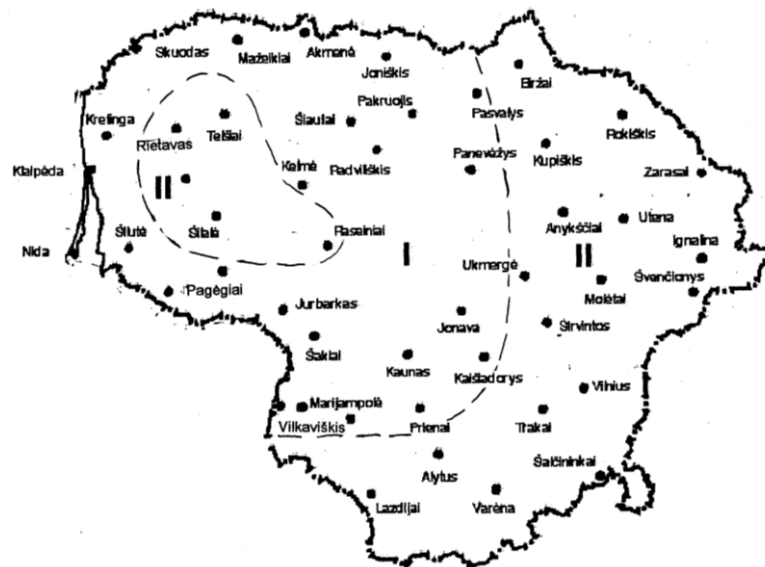 Skuodas
Mažeikiai
Akmenė
Joniškis
Biržai
Kretinga
Rietavas
Telšiai
Šiauliai
Pakruojis
Pasvalys
Rokiškis
Klaipėda
Kelmė
Radviliškis
Panevėžys
Kupiškis
Zarasai
II
Šilutė
Šilalė
Raseiniai
I
Anykščiai
Utena
Ignalina
Nida
Pagėgiai
Ukmergė
II
Molėtai
Švenčionys
Jurbarkas
Jonava
Širvintos
Šakiai
Kaunas
Kaišiadorys
Vilnius
Marijampolė
Vilkaviškis
Prienai
Trakai
Alytus
Šalčininkai
Lazdijai
Varėna